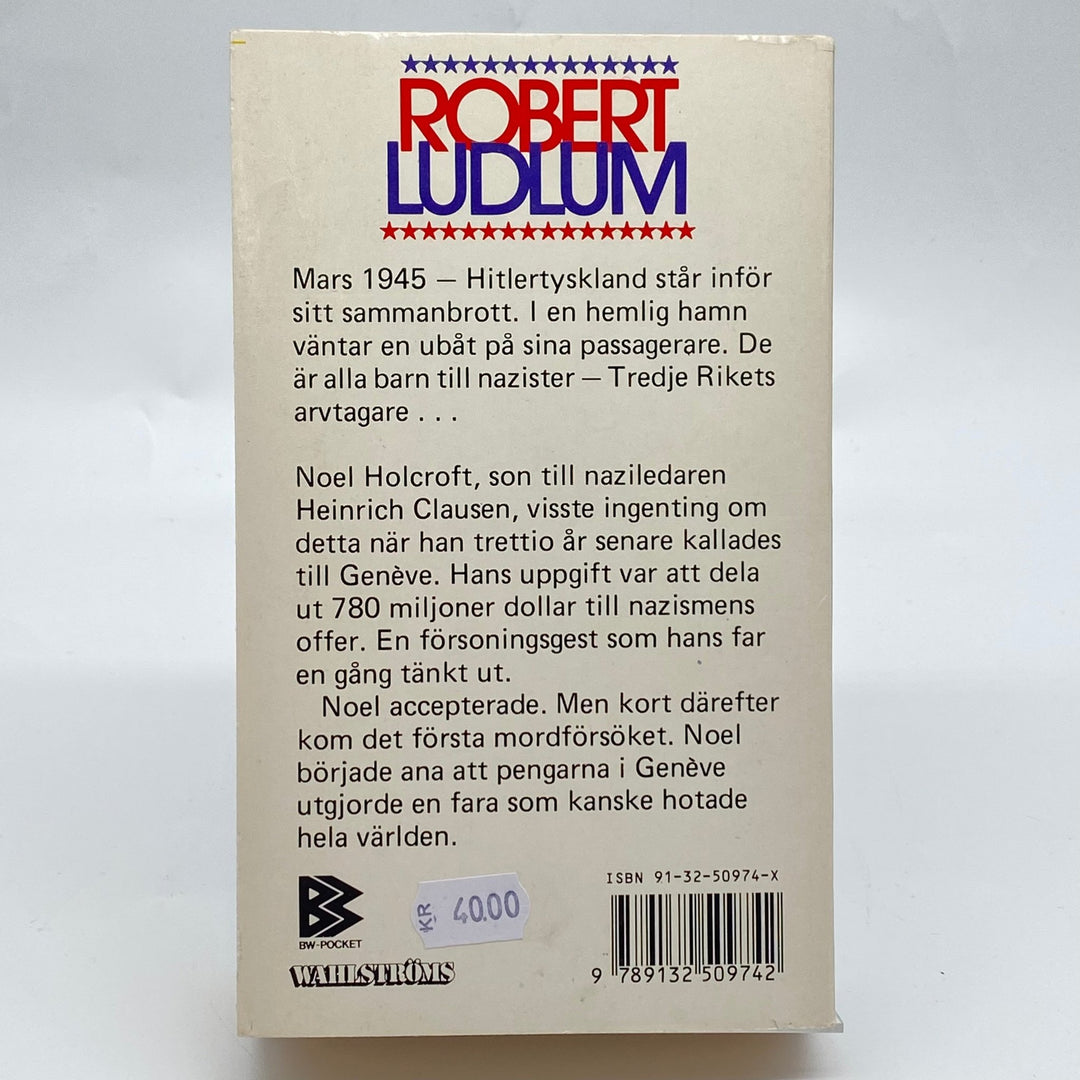 ROBERT
LUDLUM
Mars 1945 — Hitlertyskland står inför
sitt sammanbrott. I en hemlig hamn
väntar en ubåt på sina passagerare. De
är alla barn till nazister — Tredje Rikets
arvtagare . . .
Noel Holcroft, son till naziledaren
Heinrich Clausen, visste ingenting om
detta när han trettio år senare kallades
till Genève. Hans uppgift var att dela
ut 780 miljoner dollar till nazismens
offer. En försoningsgest som hans far
en gång tänkt ut.
Noel accepterade. Men kort därefter
kom det första mordförsöket. Noel
började ana att pengarna i Genève
utgjorde en fara som kanske hotade
hela världen.
BW-POCKET
WAHLSTRÖMS
KR 40.00
ISBN 91-32-50974-X
9 789132 509742